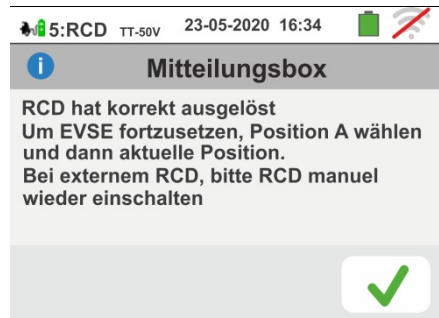 5:RCD TT-50V 23-05-2020 16:34
Mitteilungsbox
RCD hat korrekt ausgelöst
Um EVSE fortzusetzen, Position A wählen
und dann aktuelle Position.
Bei externem RCD, bitte RCD manuel
wieder einschalten